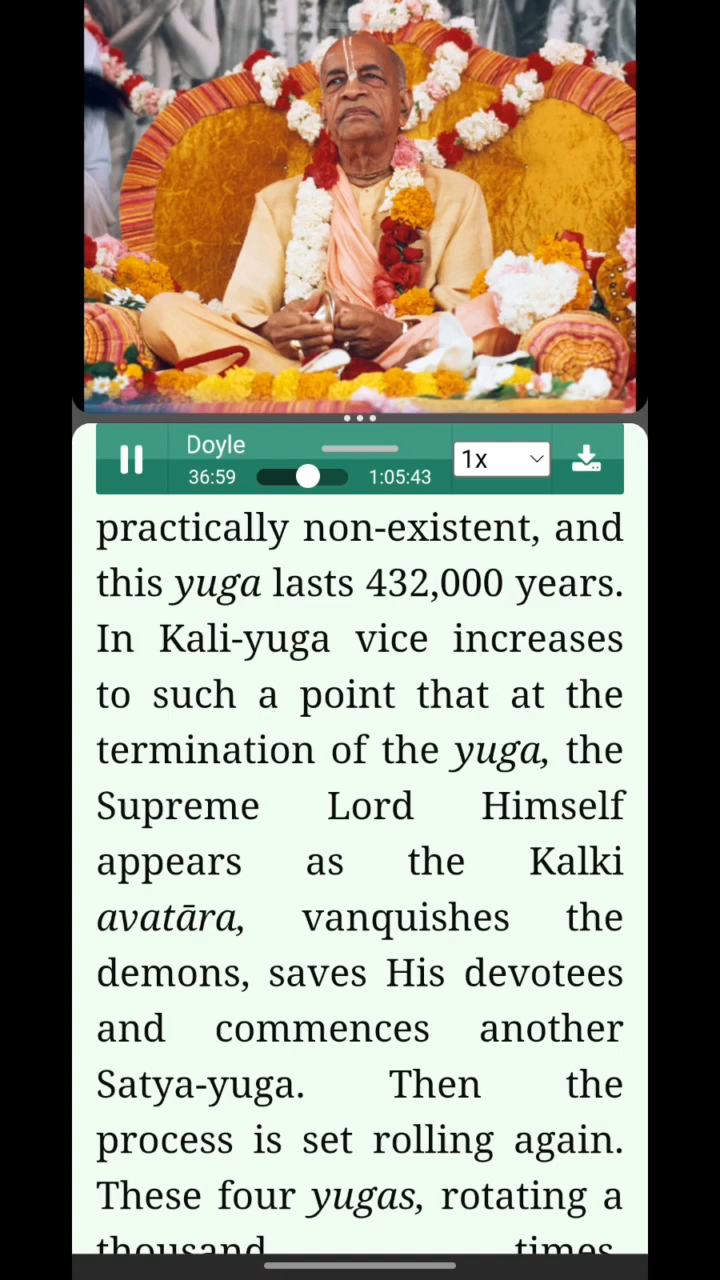 Doyle
36:59
1:05:43
1x
practically non-existent, and
this yuga lasts 432,000 years.
In Kali-yuga vice increases
to such a point that at the
termination of the yuga, the
Supreme Lord Himself
appears as the Kalki
avatāra, vanquishes the
demons, saves His devotees
and commences another
Satya-yuga. Then the
process is set rolling again.
These four yugas, rotating a
thousand times,